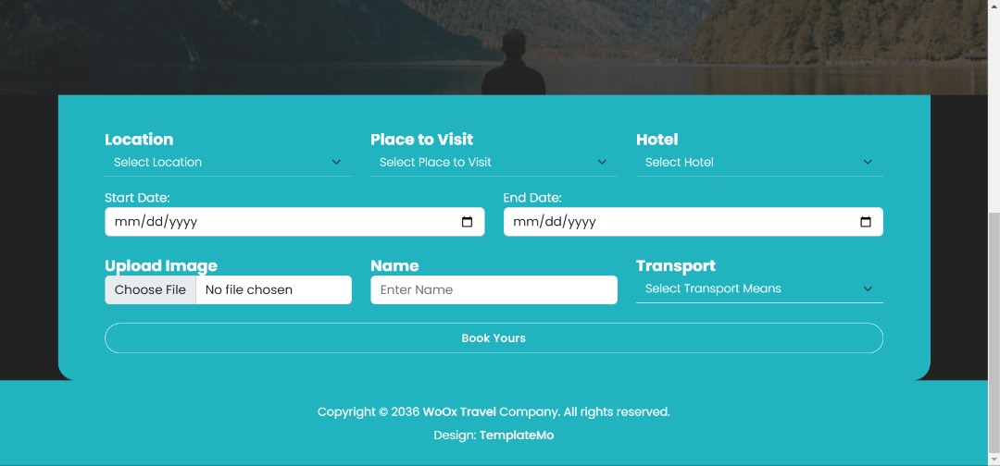 Location Place to Visit Hotel
Select Location Select Place to Visit Select Hotel
Start Date: End Date:
mm/dd/yyyy mm/dd/yyyy
Upload Image Name Transport
Choose File No file chosen Enter Name Select Transport Means
Book Yours
Copyright © 2036 WoOx Travel Company. All rights reserved.
Design: TemplateMo